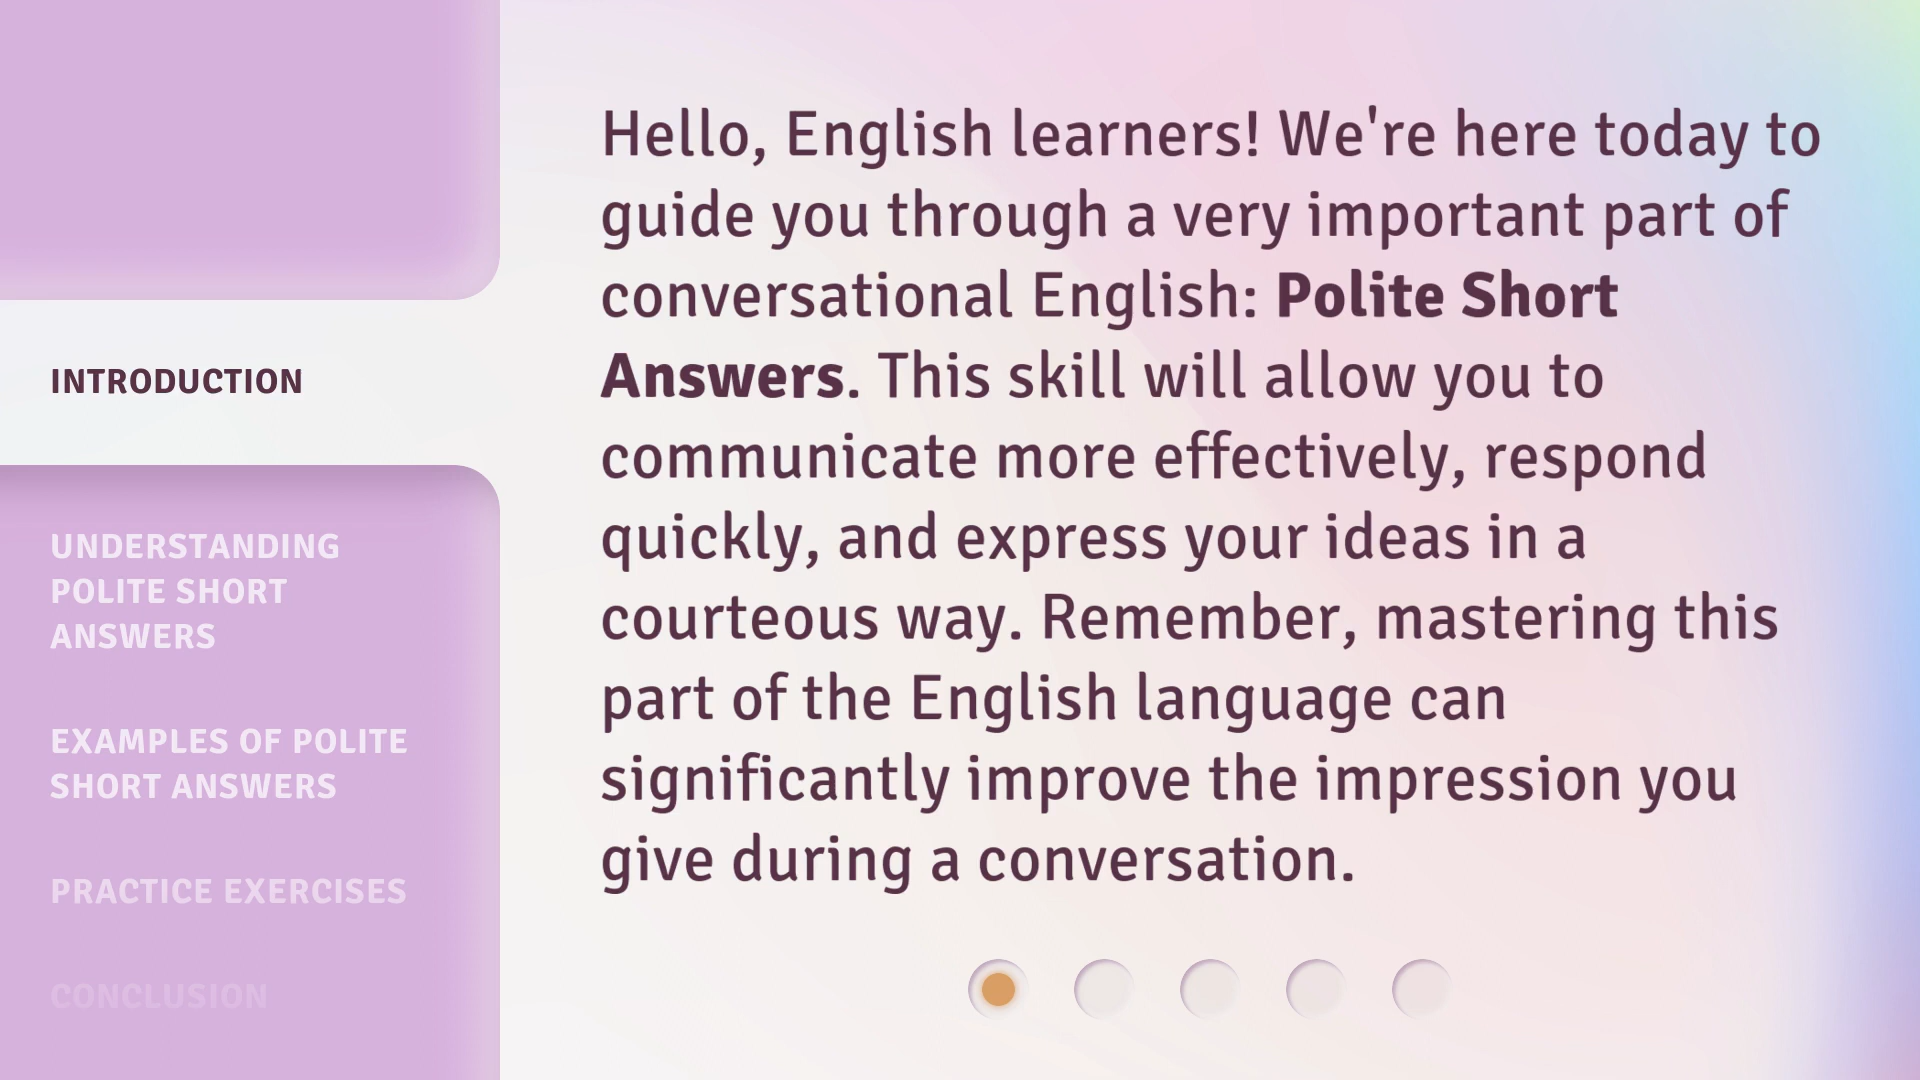 INTRODUCTION
UNDERSTANDING
POLITE SHORT
ANSWERS
EXAMPLES OF POLITE
SHORT ANSWERS
PRACTICE EXERCISES
CONCLUSION
Hello, English learners! We're here today to
guide you through a very important part of
conversational English: Polite Short
Answers. This skill will allow you to
communicate more effectively, respond
quickly, and express your ideas in a
courteous way. Remember, mastering this
part of the English language can
significantly improve the impression you
give during a conversation.